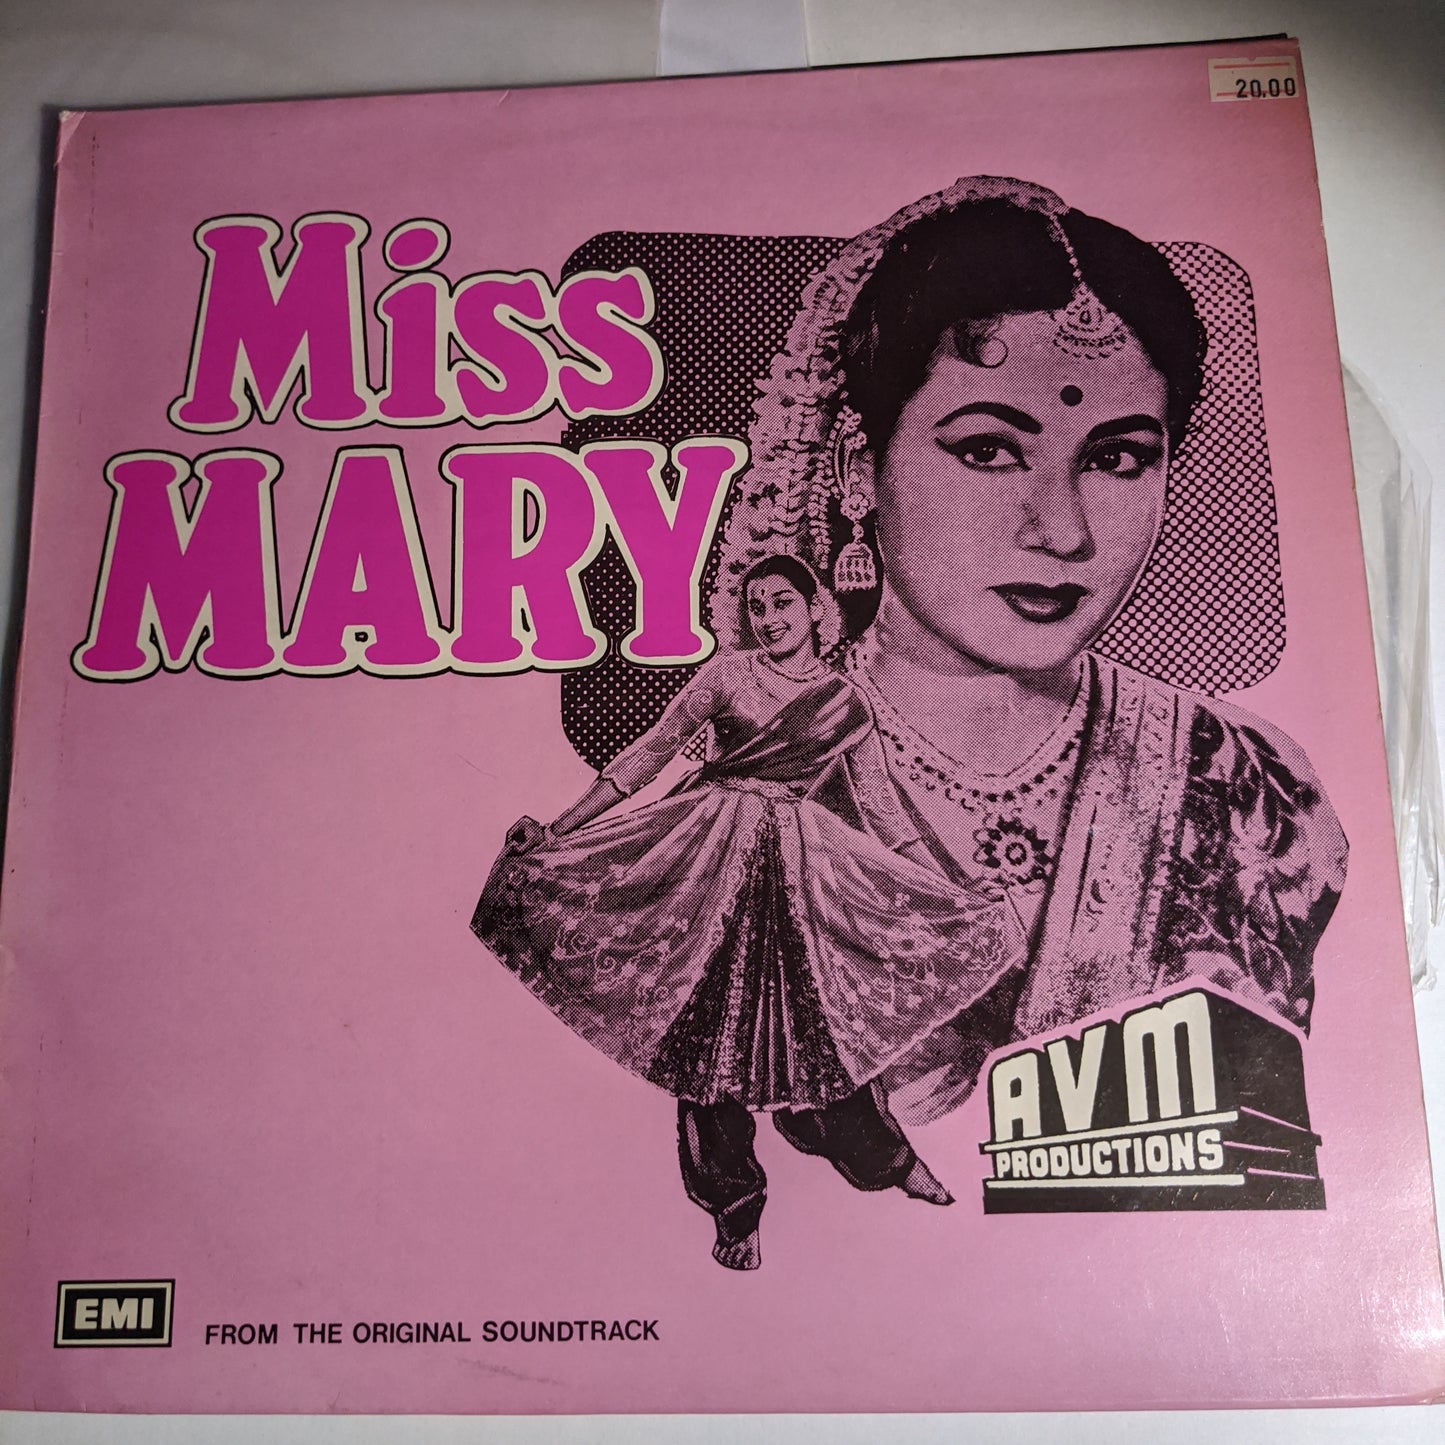 20.00
Miss
MARY
AVM
PRODUCTIONS
EMI
FROM THE ORIGINAL SOUNDTRACK